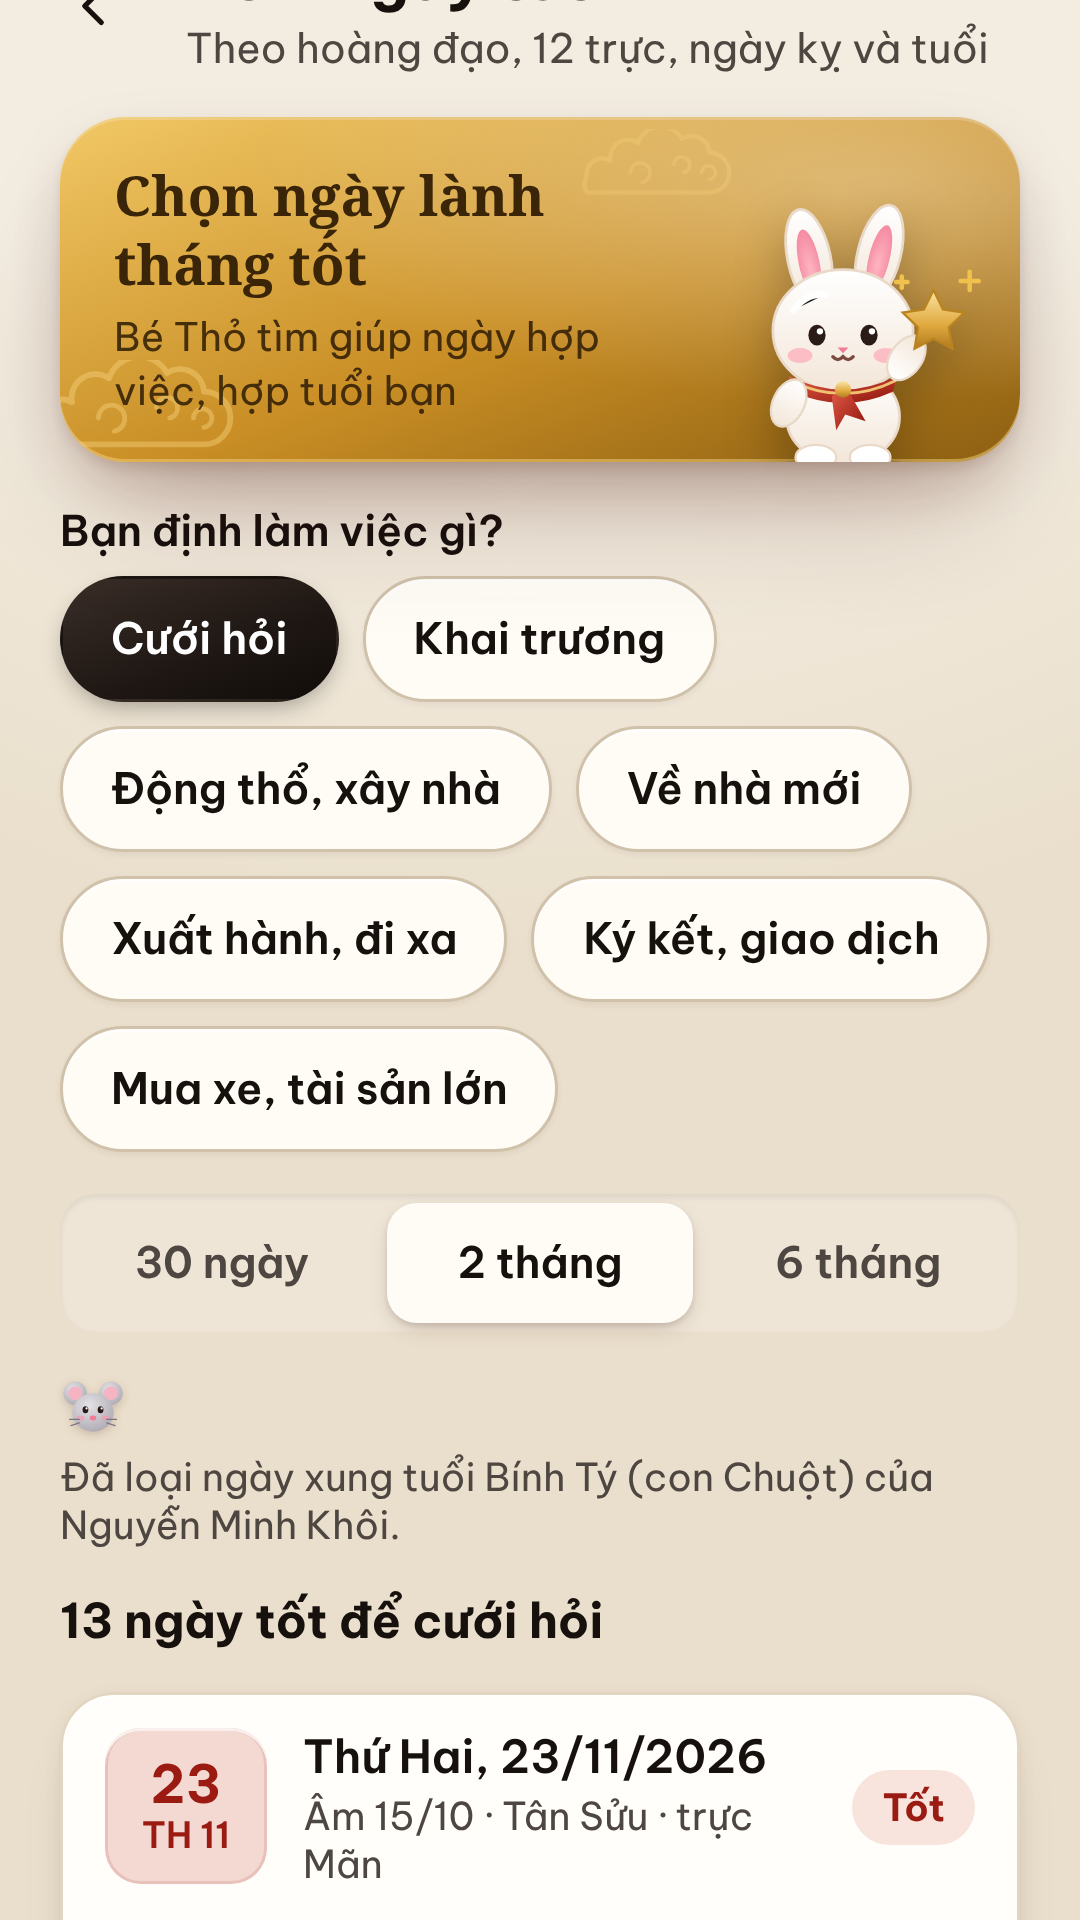 Theo hoàng đạo, 12 trực, ngày kỵ và tuổi
Chọn ngày lành
tháng tốt
Bé Thỏ tìm giúp ngày hợp
việc, hợp tuổi bạn
Bạn định làm việc gì?
Cưới hỏi
Khai trương
Động thổ, xây nhà
Về nhà mới
Xuất hành, đi xa
Ký kết, giao dịch
Mua xe, tài sản lớn
30 ngày
2 tháng
6 tháng
Đã loại ngày xung tuổi Bính Tý (con Chuột) của
Nguyễn Minh Khôi.
13 ngày tốt để cưới hỏi
23
TH 11
Thứ Hai, 23/11/2026
Âm 15/10 · Tân Sửu · trực
Mãn
Tốt